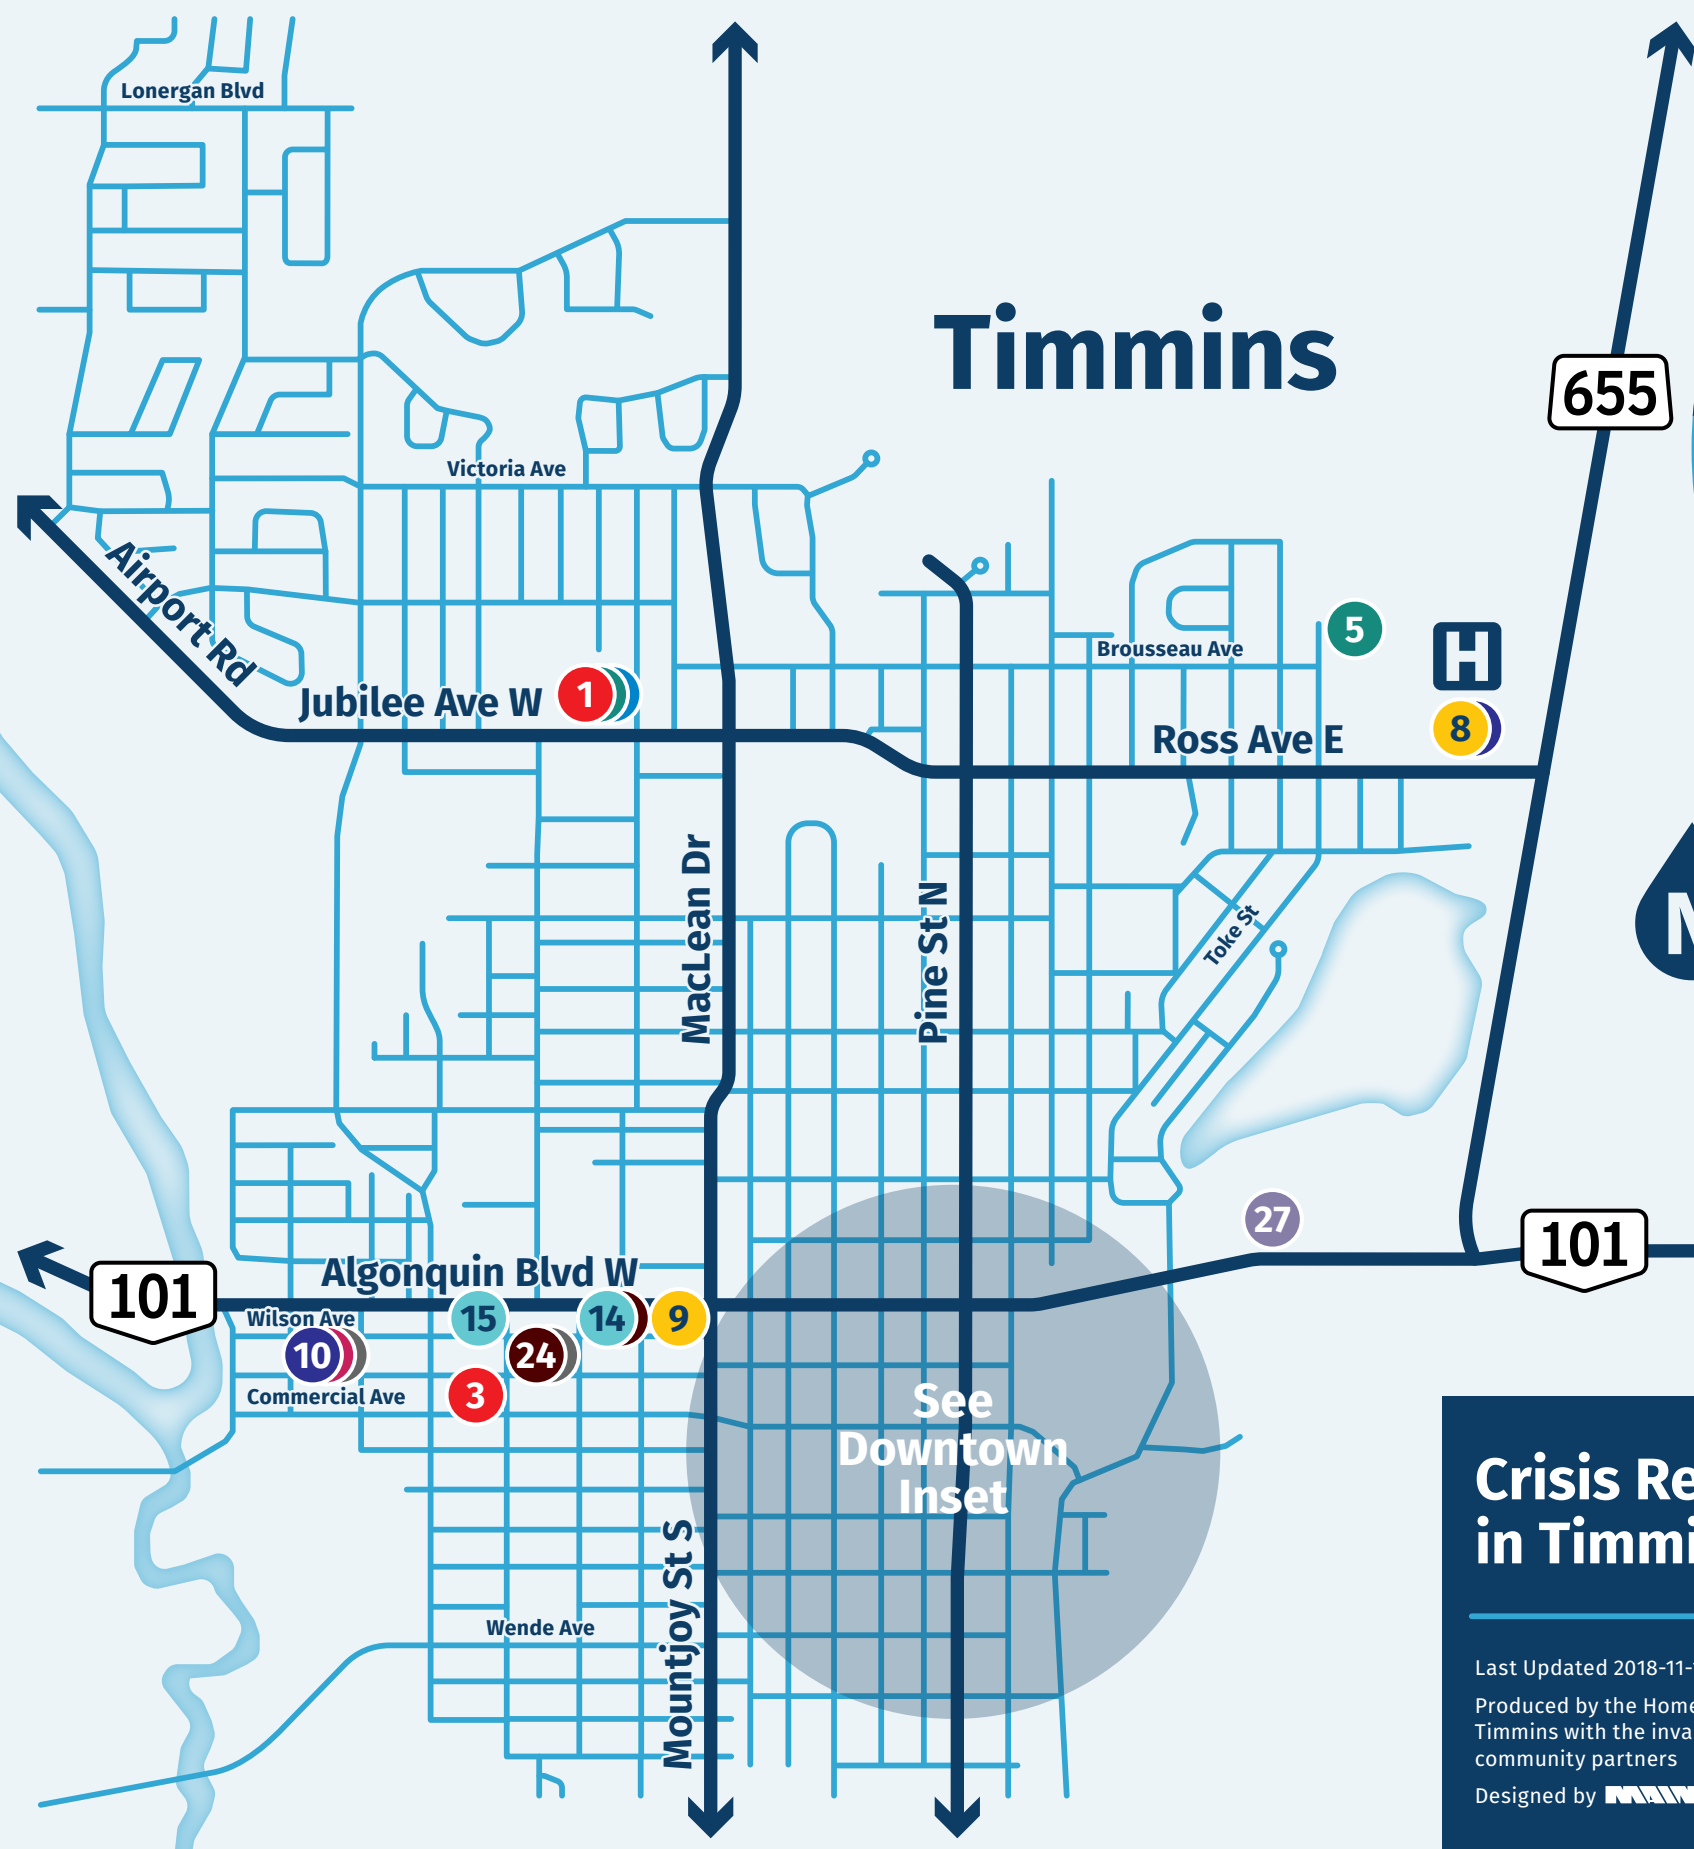 Lonergan Blvd
Timmins
655
Victoria Ave
Airport Rd
Brousseau Ave
5
H
Jubilee Ave W
1
8
Ross Ave E
MacLean Dr
Pine St N
Toke St
27
101
Algonquin Blvd W
101
Wilson Ave
15
14
9
10
24
Commercial Ave
3
See
Downtown
Inset
Mountjoy St S
Wende Ave
Crisis Re
in Timmi
Last Updated 2018-11-
Produced by the Home
Timmins with the inva
community partners
Designed by